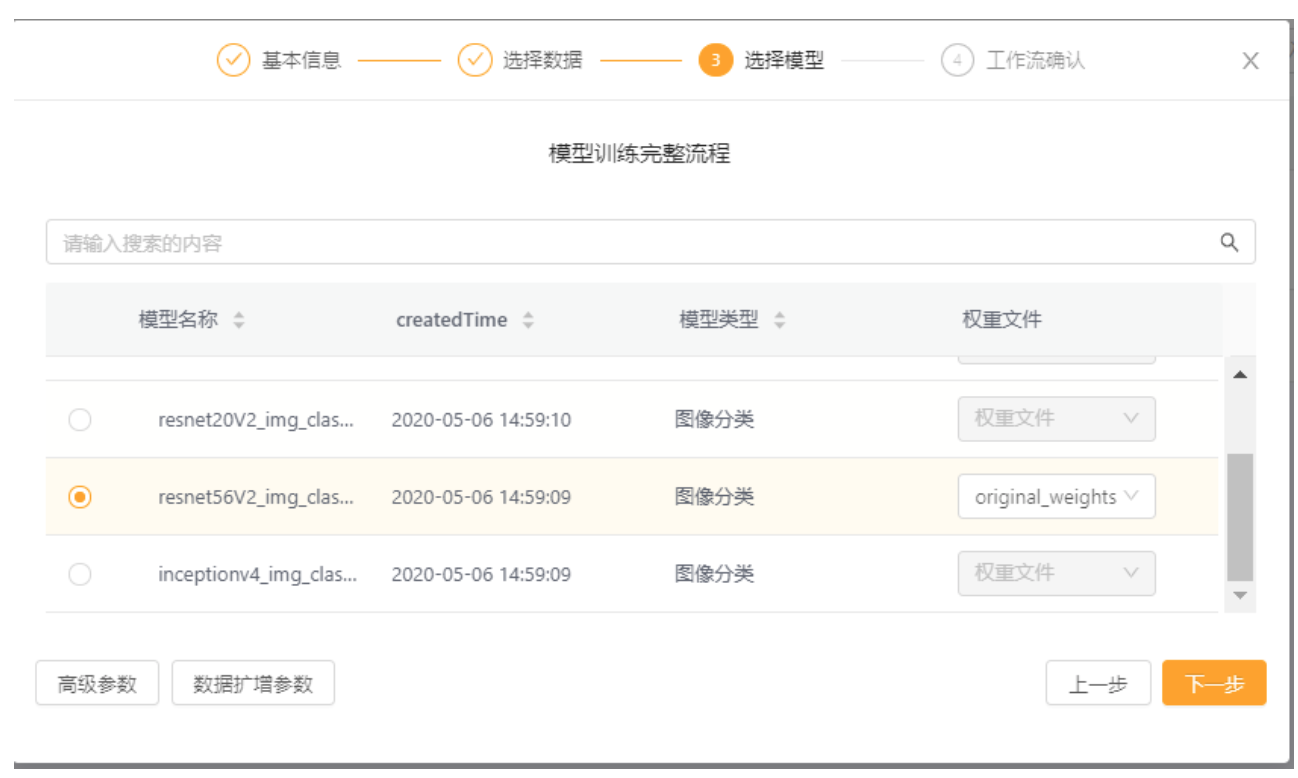 基本信息 选择数据 3 选择模型 4 工作流确认
模型训练完整流程
请输入搜索的内容
模型名称 createdTime 模型类型 权重文件
resnet20V2_img_clas... 2020-05-06 14:59:10 图像分类 权重文件
resnet56V2_img_clas... 2020-05-06 14:59:09 图像分类 original_weights
inceptionv4_img_clas... 2020-05-06 14:59:09 图像分类 权重文件
高级参数 数据扩增参数 上一步 下一步